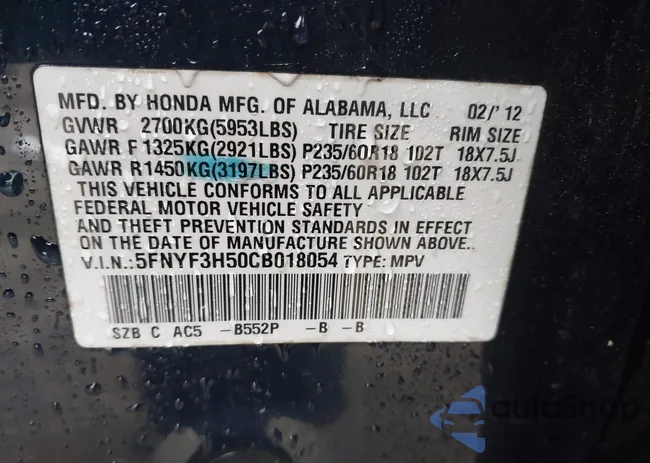 MFD. BY HONDA MFG. OF ALABAMA, LLC 02/'12
GVWR 2700KG(5953LBS) TIRE SIZE RIM SIZE
GAWR F 1325KG(2921LBS) P235/60R18 102T 18X7.5J
GAWR R1450KG(3197LBS) P235/60R18 102T 18X7.5J
THIS VEHICLE CONFORMS TO ALL APPLICABLE
FEDERAL MOTOR VEHICLE SAFETY
AND THEFT PREVENTION STANDARDS IN EFFECT
ON THE DATE OF MANUFACTURE SHOWN ABOVE.
V.I.N.:5FNYF3H50CB018054 TYPE: MPV
SZB C AC5 -B552P -B -B
autoSnap